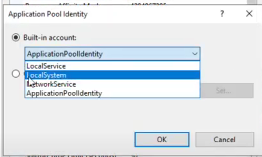 Application Pool Identity
?
Built-in account:
ApplicationPoolIdentity
LocalService
LocalSystem
NetworkService
ApplicationPoolIdentity
Set...
OK
Cancel